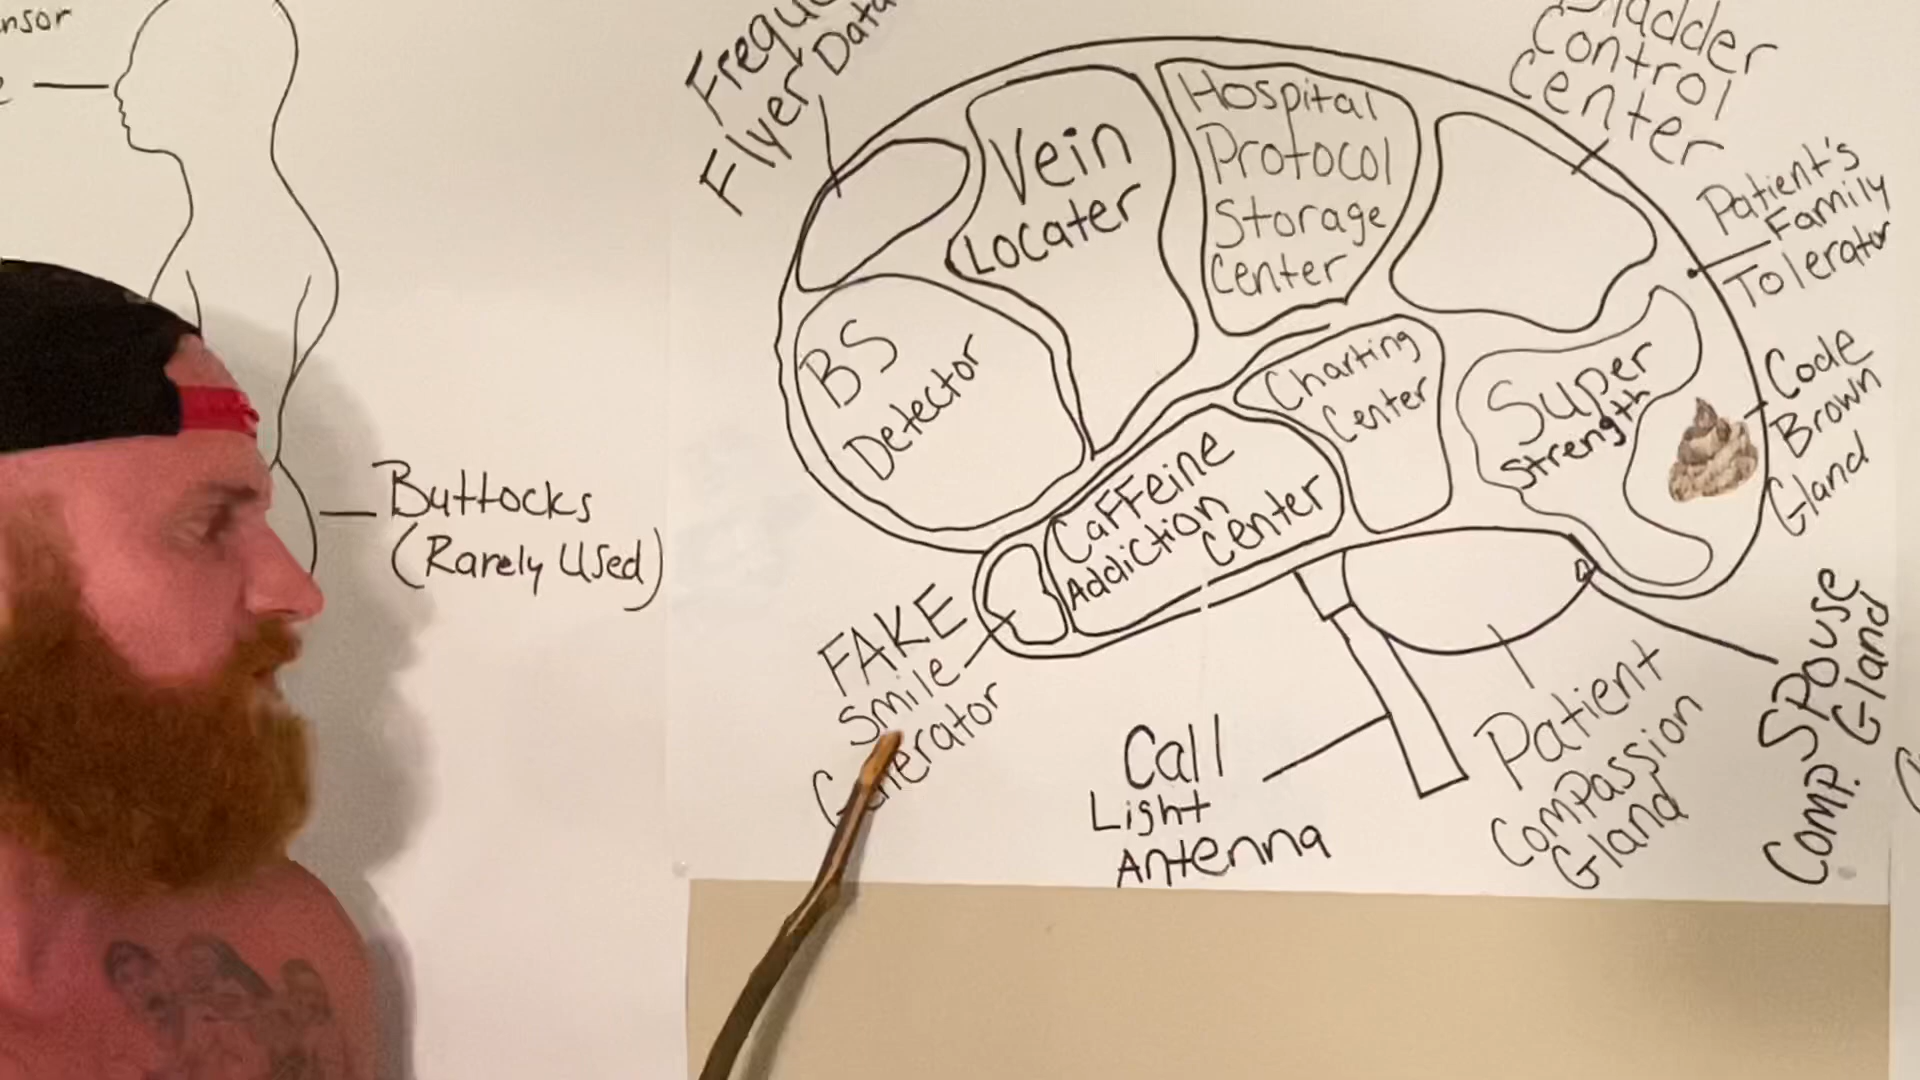 Buttocks
(Rarely Used)
Flyer Data
Vein
Locater
Hospital
Protocol
Storage
Center
Control
Center
Patient's
Family
Tolerator
BS
Detector
Charting
Center
Super
Strength
Code
Brown
Gland
Caffeine
Addiction
Center
FAKE
Smile
Generator
Call
Light
Antenna
Patient
Compassion
Gland
Spouse
Comp. Gland